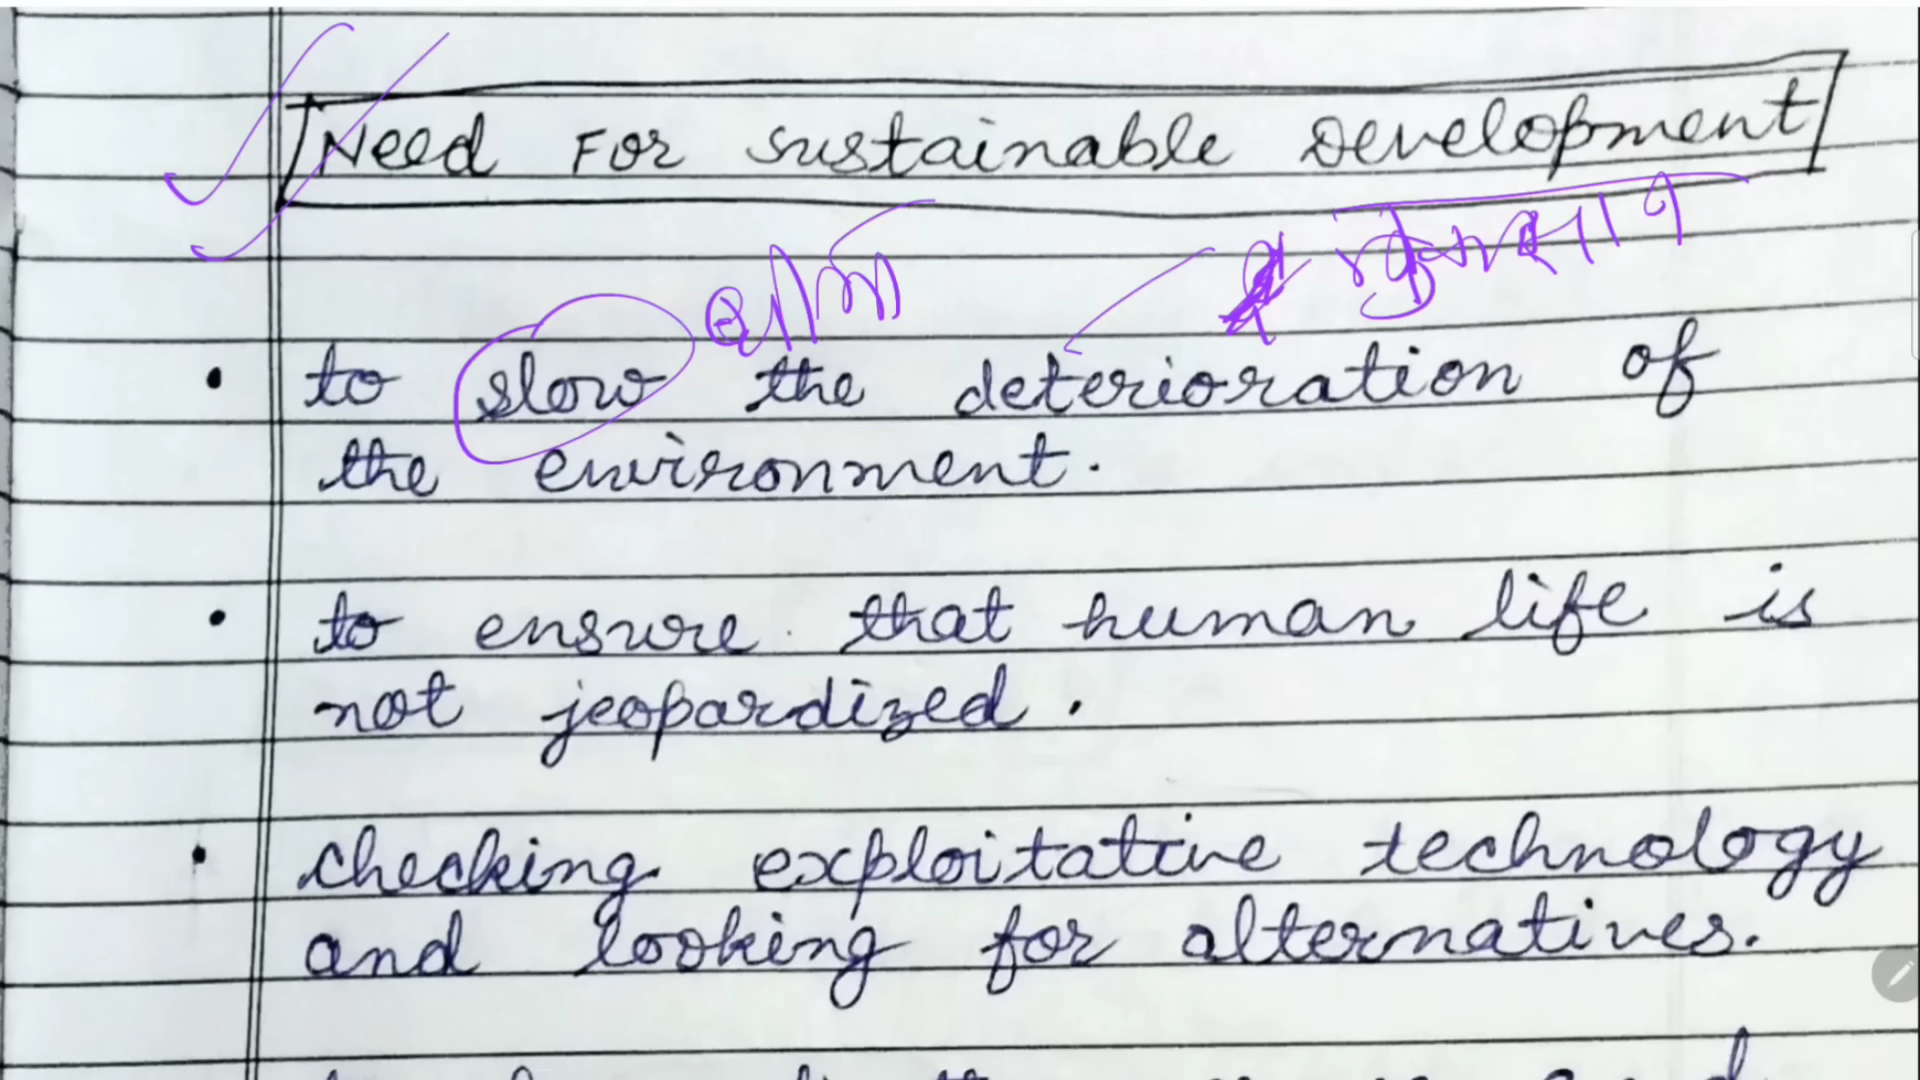 Need For sustainable Development
to slow the deterioration of
the environment.
to ensure that human life is
not jeopardized.
checking exploitative technology
and looking for alternatives.